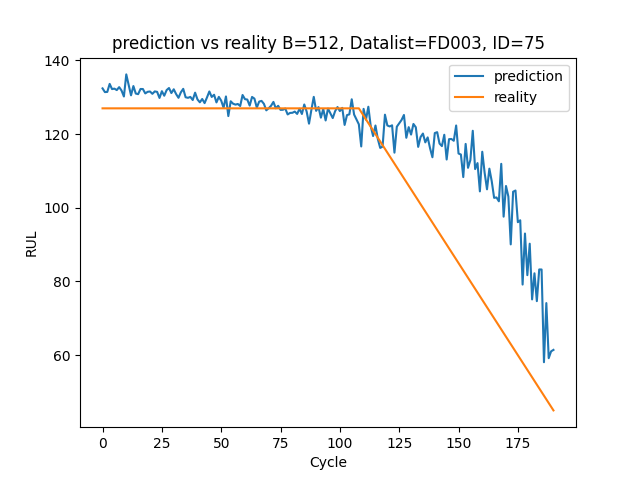 prediction vs reality B=512, Datalist=FD003, ID=75
prediction
reality
140
120
100
80
60
RUL
0 25 50 75 100 125 150 175
Cycle